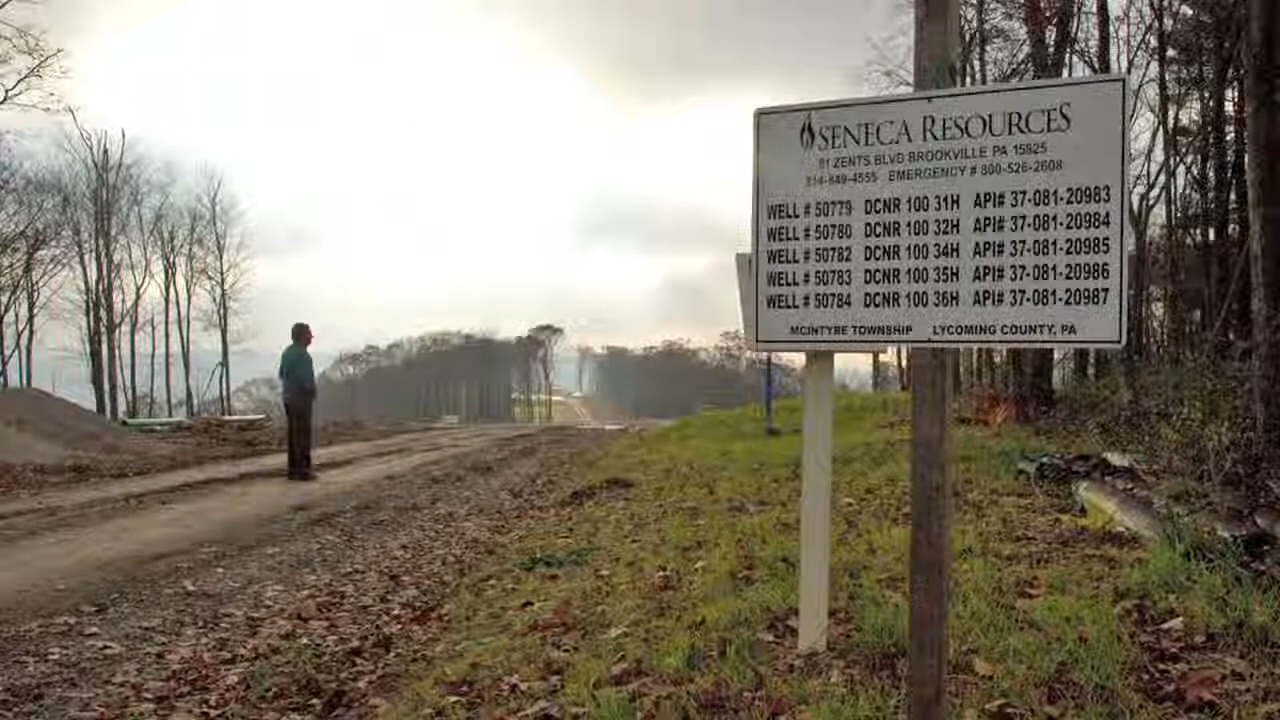 SENECA RESOURCES
51 ZENTS BLVD BROOKVILLE PA 15825
814-849-4555 EMERGENCY # 800-526-2608
WELL # 50779 DCNR 100 31H API# 37-081-20983
WELL # 50780 DCNR 100 32H API# 37-081-20984
WELL # 50782 DCNR 100 34H API# 37-081-20985
WELL # 50783 DCNR 100 35H API# 37-081-20986
WELL # 50784 DCNR 100 36H API# 37-081-20987
MCINTYRE TOWNSHIP LYCOMING COUNTY, PA